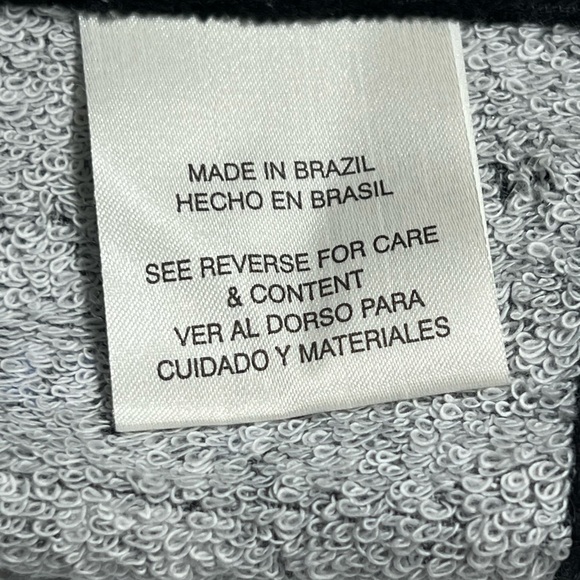 MADE IN BRAZIL
HECHO EN BRASIL
SEE REVERSE FOR CARE
& CONTENT
VER AL DORSO PARA
CUIDADO Y MATERIALES